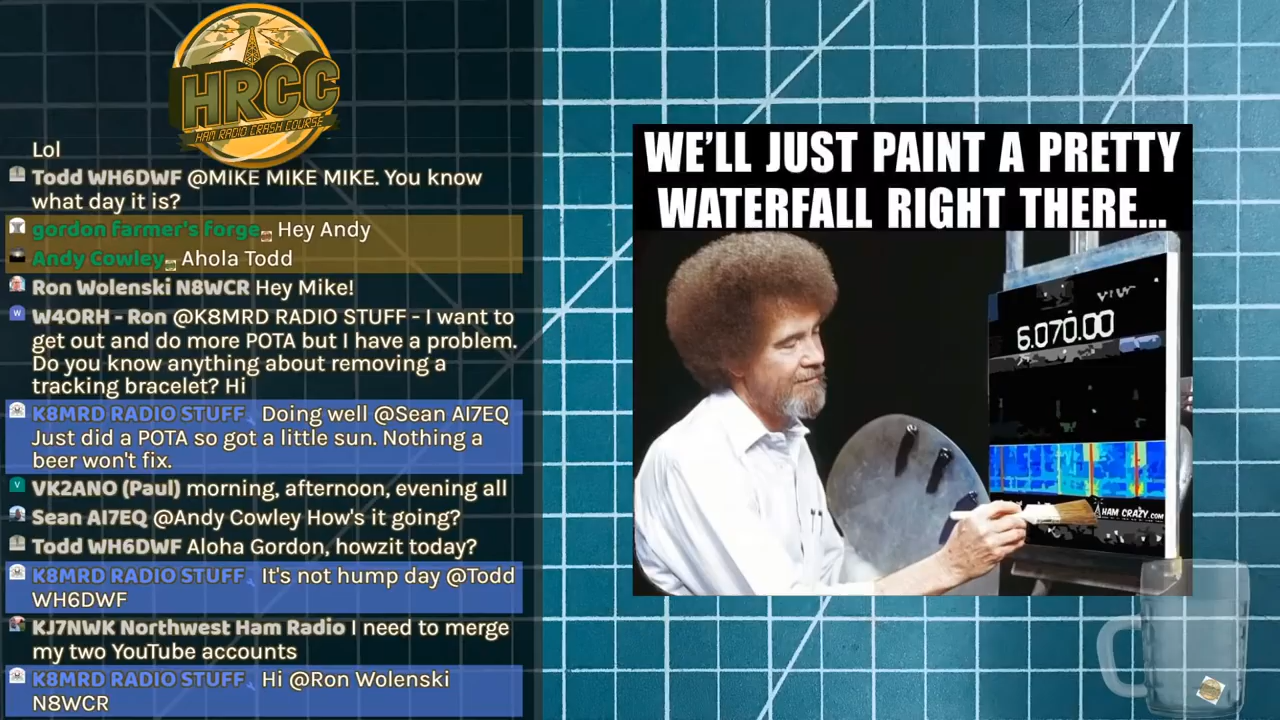 HRCC
HAM RADIO CRASH COURSE
Lol
Todd WH6DWF @MIKE MIKE MIKE. You know
what day it is?
gordon farmer's forge Hey Andy
Andy Cowley Ahola Todd
Ron Wolenski N8WCR Hey Mike!
W W4ORH - Ron @K8MRD RADIO STUFF - I want to
get out and do more POTA but I have a problem.
Do you know anything about removing a
tracking bracelet? Hi
K8MRD RADIO STUFF Doing well @Sean AI7EQ
Just did a POTA so got a little sun. Nothing a
beer won't fix.
V VK2ANO (Paul) morning, afternoon, evening all
Sean AI7EQ @Andy Cowley How's it going?
Todd WH6DWF Aloha Gordon, howzit today?
K8MRD RADIO STUFF It's not hump day @Todd
WH6DWF
KJ7NWK Northwest Ham Radio I need to merge
my two YouTube accounts
K8MRD RADIO STUFF Hi @Ron Wolenski
N8WCR
WE'LL JUST PAINT A PRETTY
WATERFALL RIGHT THERE...
6.070.00
HAM CRAZY.COM